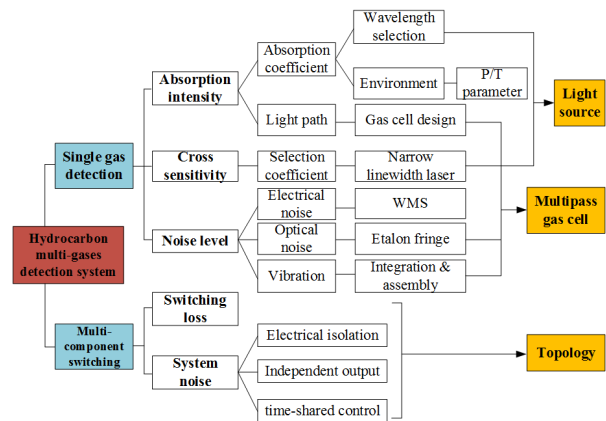 Hydrocarbon
multi-gases
detection system
Single gas
detection
Multi-
component
switching
Absorption
intensity
Cross
sensitivity
Noise level
Switching
loss
System
noise
Absorption
coefficient
Light path
Selection
coefficient
Electrical
noise
Optical
noise
Vibration
Electrical isolation
Independent output
time-shared control
Wavelength
selection
Environment
P/T
parameter
Gas cell design
Narrow
linewidth laser
WMS
Etalon fringe
Integration &
assembly
Light
source
Multipass
gas cell
Topology